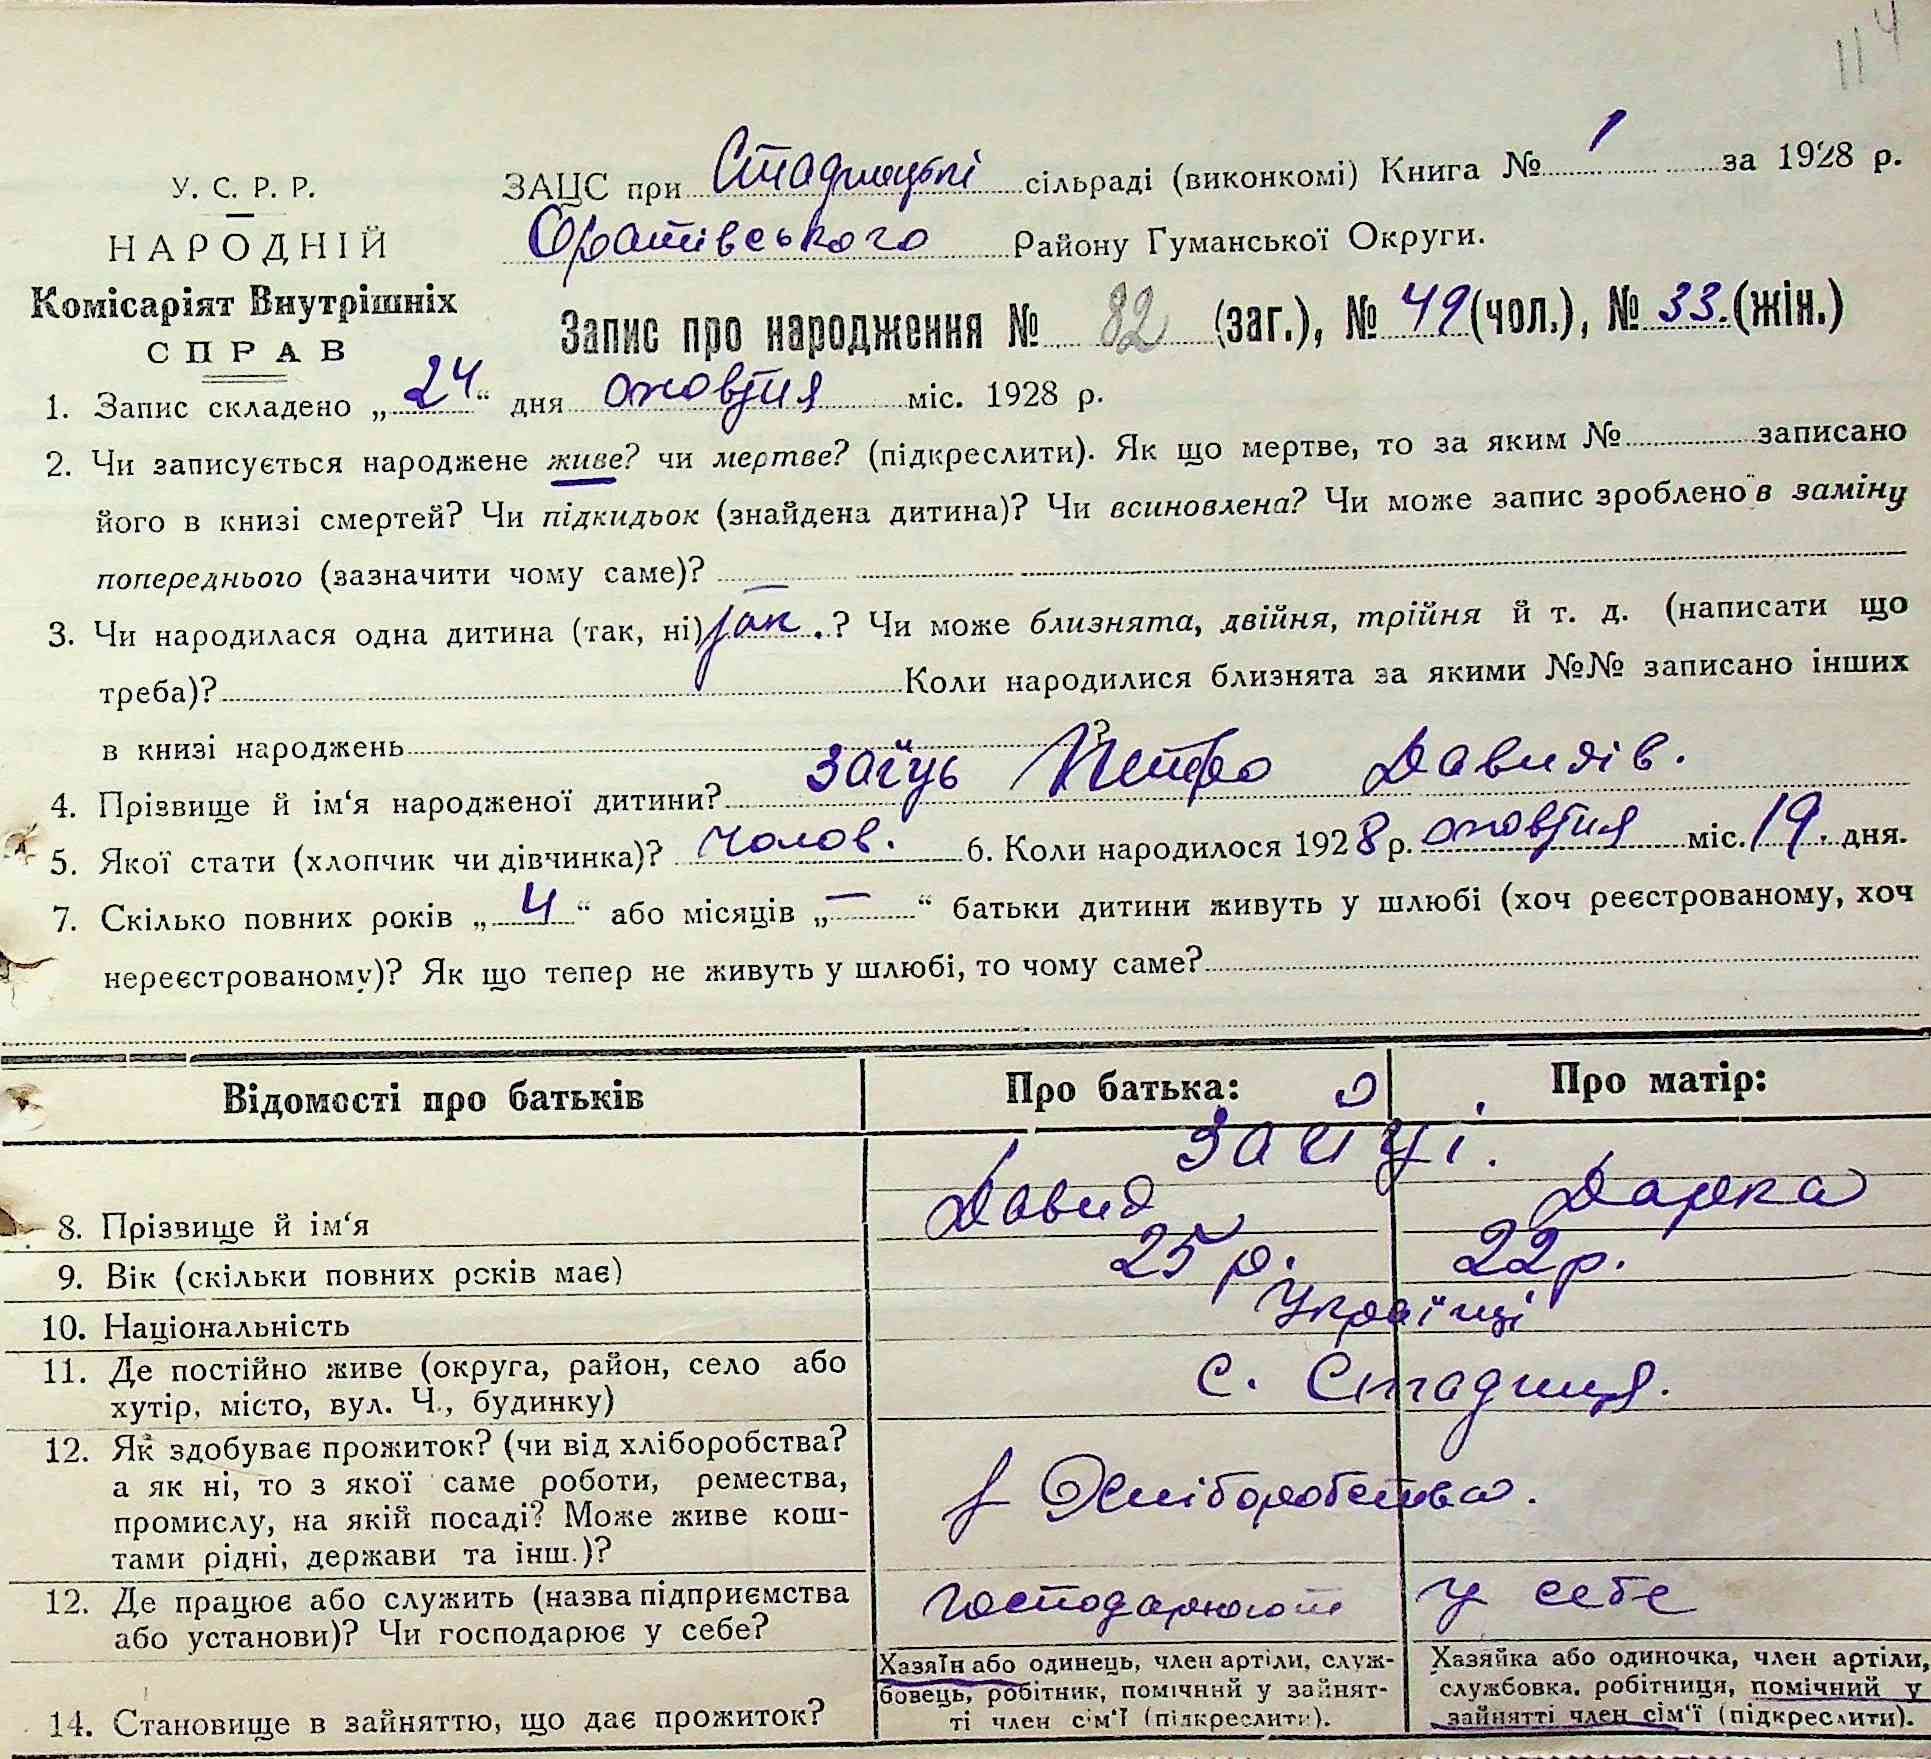 114
У. С. Р. Р.
НАРОДНІЙ
Комісаріят Внутрішніх
СПРАВ
ЗАЦС при Стадницькі сільраді (виконкомі) Книга № 1 за 1928 р.
Оратівського Району Гуманської Округи.
Запис про народження № 82 (заг.), № 49 (чол.), № 33. (жін.)
1. Запис складено „24“ дня жовтня міс. 1928 р.
2. Чи записується народжене живе? чи мертве? (підкреслити). Як що мертве, то за яким № записано
його в книзі смертей? Чи підкидьок (знайдена дитина)? Чи всиновлена? Чи може запис зроблено в заміну
попереднього (зазначити чому саме)? —
3. Чи народилася одна дитина (так, ні) так.? Чи може близнята, двійня, трійня й т. д. (написати що
треба)? Коли народилися близнята за якими №№ записано інших
в книзі народжень ?
4. Прізвище й ім‘я народженої дитини? Заїць Петро Давидів.
5. Якої стати (хлопчик чи дівчинка)? чолов. 6. Коли народилося 1928 р. жовтня міс. 19. дня.
7. Скілько повних років „4“ або місяців „—“ батьки дитини живуть у шлюбі (хоч реєстрованому, хоч
нереєстрованому)? Як що тепер не живуть у шлюбі, то чому саме?
Відомості про батьків Про батька: Про матір:
Зайці.
8. Прізвище й ім‘я Давид Дарка
9. Вік (скільки повних років має) 25 р. 22 р.
10. Національність Українці
11. Де постійно живе (округа, район, село або
хутір, місто, вул. Ч., будинку) с. Стадниця.
12. Як здобуває прожиток? (чи від хліборобства?
а як ні, то з якої саме роботи, ремества,
промислу, на якій посаді? Може живе кош-
тами рідні, держави та інш.)? Хліборобства.
12. Де працює або служить (назва підприємства
або установи)? Чи господарює у себе? господарюют у себе
14. Становище в зайняттю, що дає прожиток?
Хазяїн або одинець, член артіли, служ-
бовець, робітник, помічний у зайнят-
ті член сім‘ї (підкреслити).
Хазяйка або одиночка, член артіли,
службовка, робітниця, помічний у
зайнятті член сім‘ї (підкреслити).